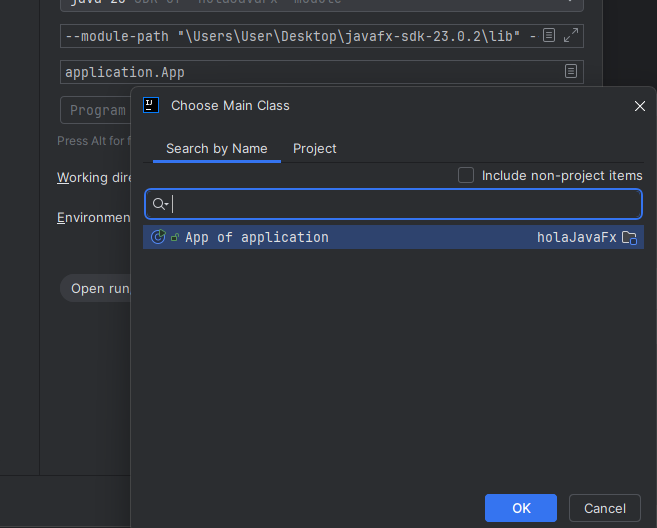 java 23 SDK of 'holaJavaFx' module
--module-path "\Users\User\Desktop\javafx-sdk-23.0.2\lib" -
application.App
Program
Press Alt for f
Choose Main Class
Working dire
Search by Name Project
Include non-project items
Environmen
App of application holaJavaFx
Open run
OK Cancel